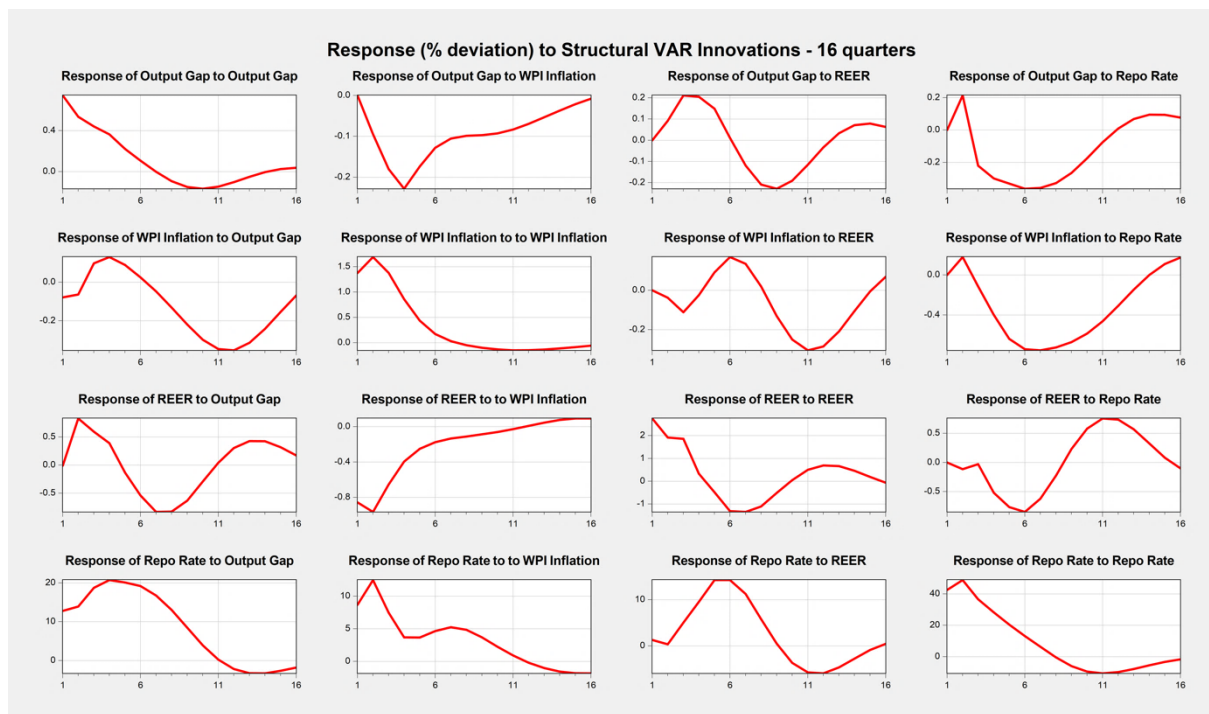 Response (% deviation) to Structural VAR Innovations - 16 quarters
Response of Output Gap to Output Gap
0.4
0.0
1 6 11 16
Response of Output Gap to WPI Inflation
0.0
-0.1
-0.2
1 6 11 16
Response of Output Gap to REER
0.2
0.1
0.0
-0.1
-0.2
1 6 11 16
Response of Output Gap to Repo Rate
0.2
0.0
-0.2
1 6 11 16
Response of WPI Inflation to Output Gap
0.0
-0.2
1 6 11 16
Response of WPI Inflation to to WPI Inflation
1.5
1.0
0.5
0.0
1 6 11 16
Response of WPI Inflation to REER
0.0
-0.2
1 6 11 16
Response of WPI Inflation to Repo Rate
0.0
-0.4
1 6 11 16
Response of REER to Output Gap
0.5
0.0
-0.5
1 6 11 16
Response of REER to to WPI Inflation
0.0
-0.4
-0.8
1 6 11 16
Response of REER to REER
2
1
0
-1
1 6 11 16
Response of REER to Repo Rate
0.5
0.0
-0.5
1 6 11 16
Response of Repo Rate to Output Gap
20
10
0
1 6 11 16
Response of Repo Rate to to WPI Inflation
10
5
0
1 6 11 16
Response of Repo Rate to REER
10
0
1 6 11 16
Response of Repo Rate to Repo Rate
40
20
0
1 6 11 16